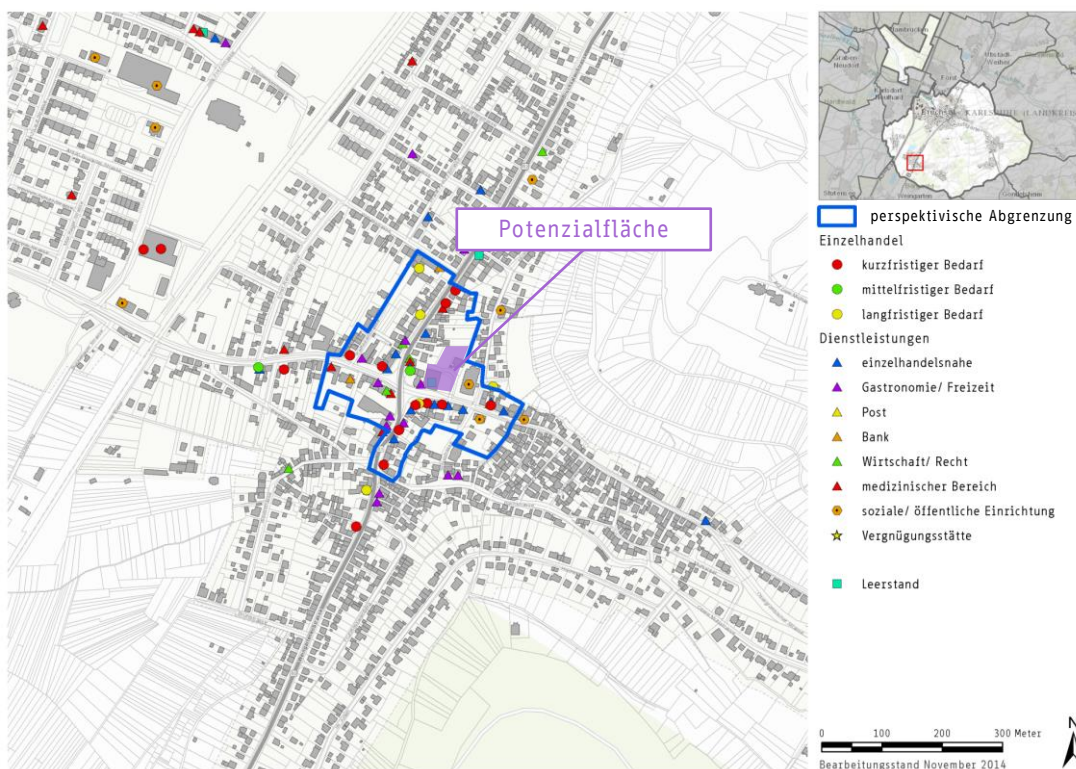 Potenzialfläche
perspektivische Abgrenzung
Einzelhandel
kurzfristiger Bedarf
mittelfristiger Bedarf
langfristiger Bedarf
Dienstleistungen
einzelhandelsnahe
Gastronomie/ Freizeit
Post
Bank
Wirtschaft/ Recht
medizinischer Bereich
soziale/ öffentliche Einrichtung
Vergnügungsstätte
Leerstand
N
0 100 200 300 Meter
Bearbeitungsstand November 2014